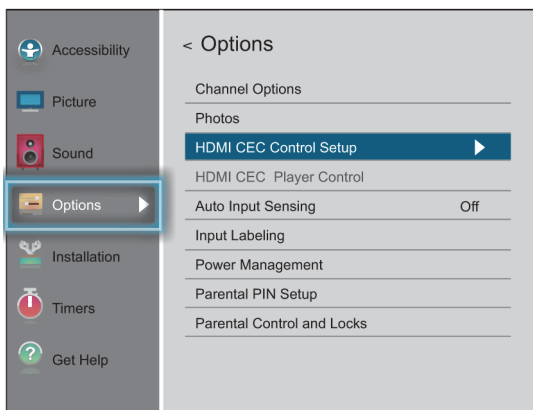 Accessibility
Picture
Sound
Options
Installation
Timers
Get Help
< Options
Channel Options
Photos
HDMI CEC Control Setup
HDMI CEC  Player Control
Auto Input Sensing Off
Input Labeling
Power Management
Parental PIN Setup
Parental Control and Locks